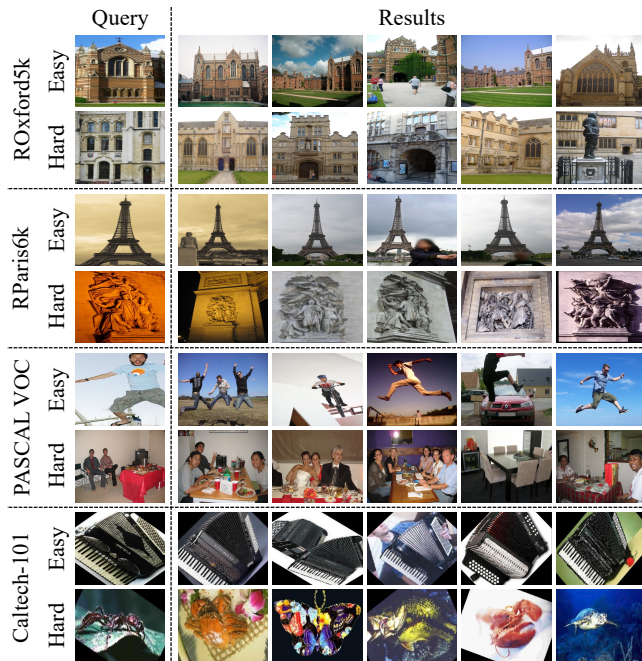 Query Results
ROxford5k
Easy
Hard
RParis6k
Easy
Hard
PASCAL VOC
Easy
Hard
Caltech-101
Easy
Hard